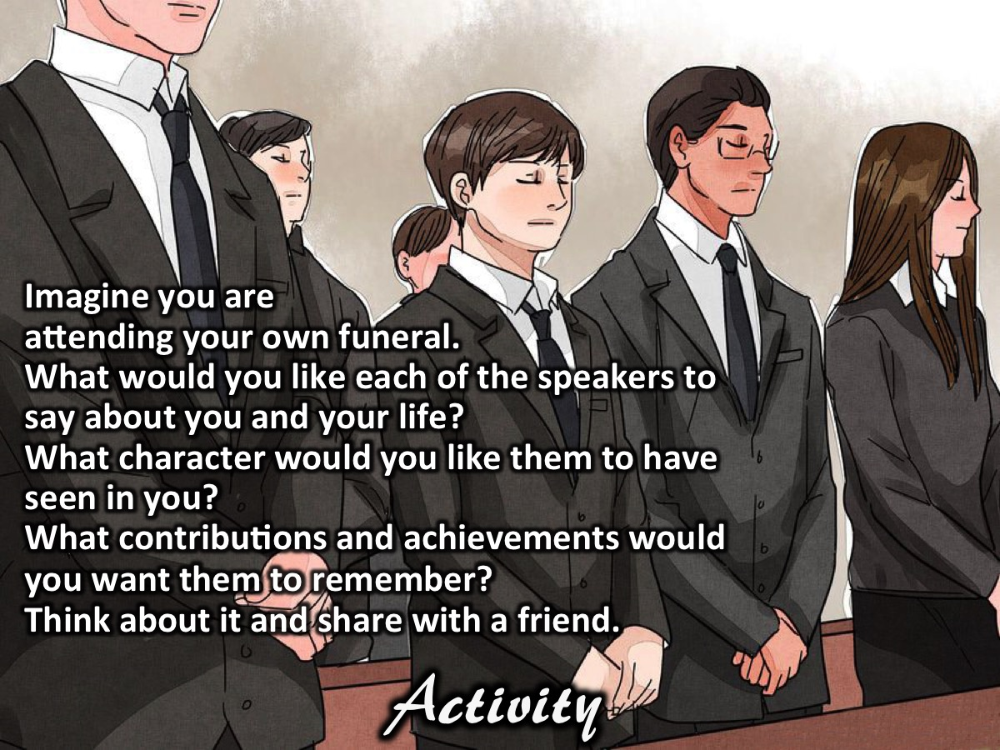 Imagine you are
attending your own funeral.
What would you like each of the speakers to
say about you and your life?
What character would you like them to have
seen in you?
What contributions and achievements would
you want them to remember?
Think about it and share with a friend.
Activity